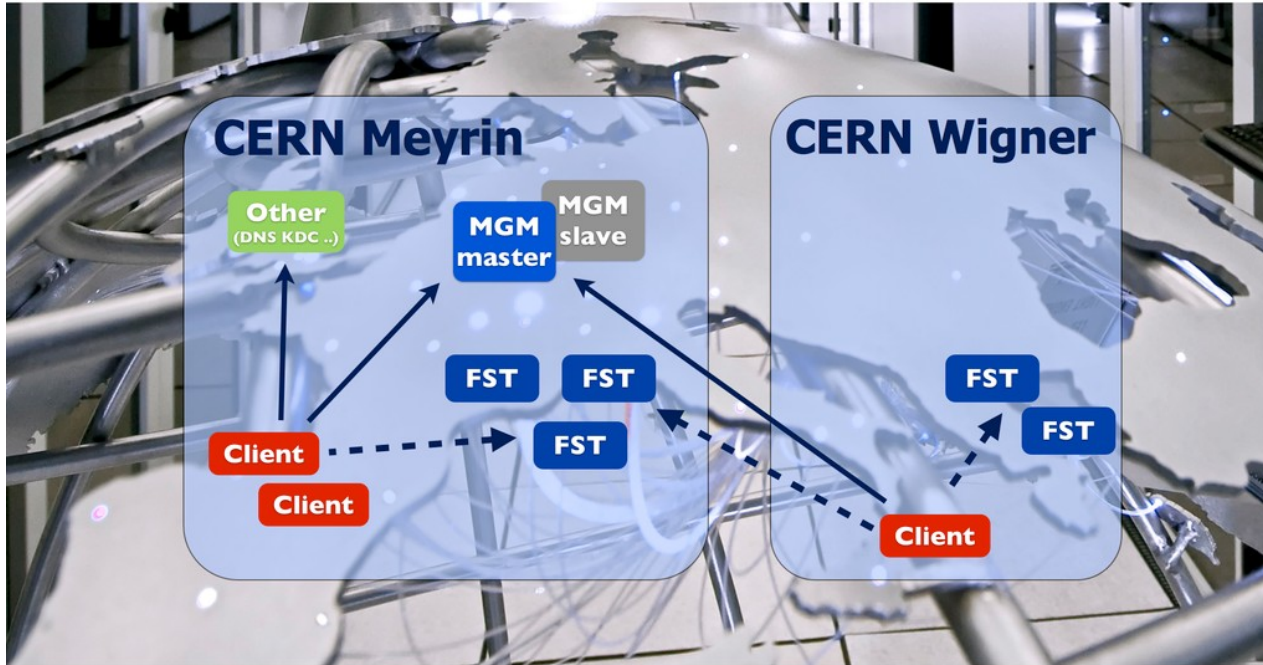 CERN Meyrin
CERN Wigner
Other
(DNS KDC ..)
MGM
master
MGM
slave
FST
FST
FST
FST
FST
Client
Client
Client